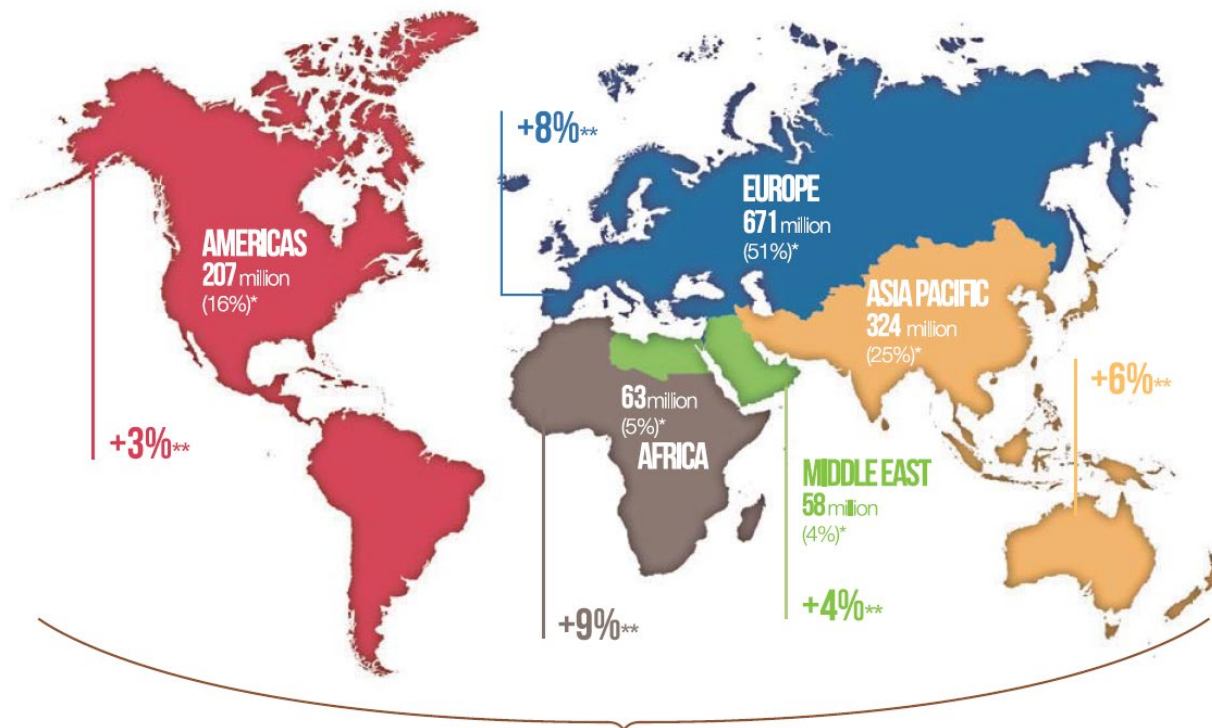 +8%**
EUROPE
671 million
(51%)*
AMERICAS
207 million
(16%)*
ASIA PACIFIC
324 million
(25%)*
+6%**
63 million
(5%)*
AFRICA
+3%**
MIDDLE EAST
58 million
(4%)*
+4%**
+9%**